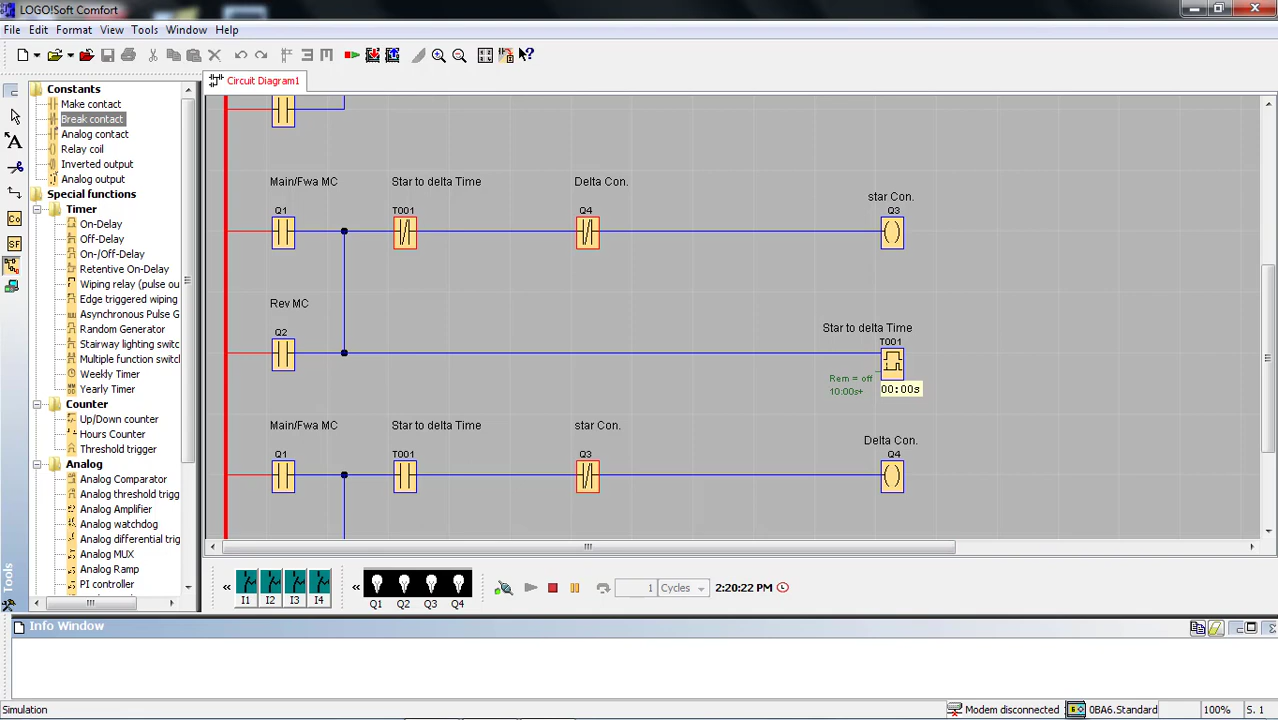 LOGO!Soft Comfort
File Edit Format View Tools Window Help
Constants
Make contact
Break contact
Analog contact
Relay coil
Inverted output
Analog output
Special functions
Timer
On-Delay
Off-Delay
On-/Off-Delay
Retentive On-Delay
Wiping relay (pulse ou
Edge triggered wiping
Asynchronous Pulse G
Random Generator
Stairway lighting switc
Multiple function switch
Weekly Timer
Yearly Timer
Counter
Up/Down counter
Hours Counter
Threshold trigger
Analog
Analog Comparator
Analog threshold trigg
Analog Amplifier
Analog watchdog
Analog differential trig
Analog MUX
Analog Ramp
PI controller
Tools
Co
SF
Circuit Diagram1
Main/Fwa MC Star to delta Time Delta Con.
star Con.
Q1 T001 Q4 Q3
Rev MC
Star to delta Time
Q2 T001
Rem = off
10:00s+
00:00s
Main/Fwa MC Star to delta Time star Con.
Delta Con.
Q1 T001 Q3 Q4
I1 I2 I3 I4
Q1 Q2 Q3 Q4
1 Cycles 2:20:22 PM
Info Window
Simulation Modem disconnected 0BA6.Standard 100% S. 1